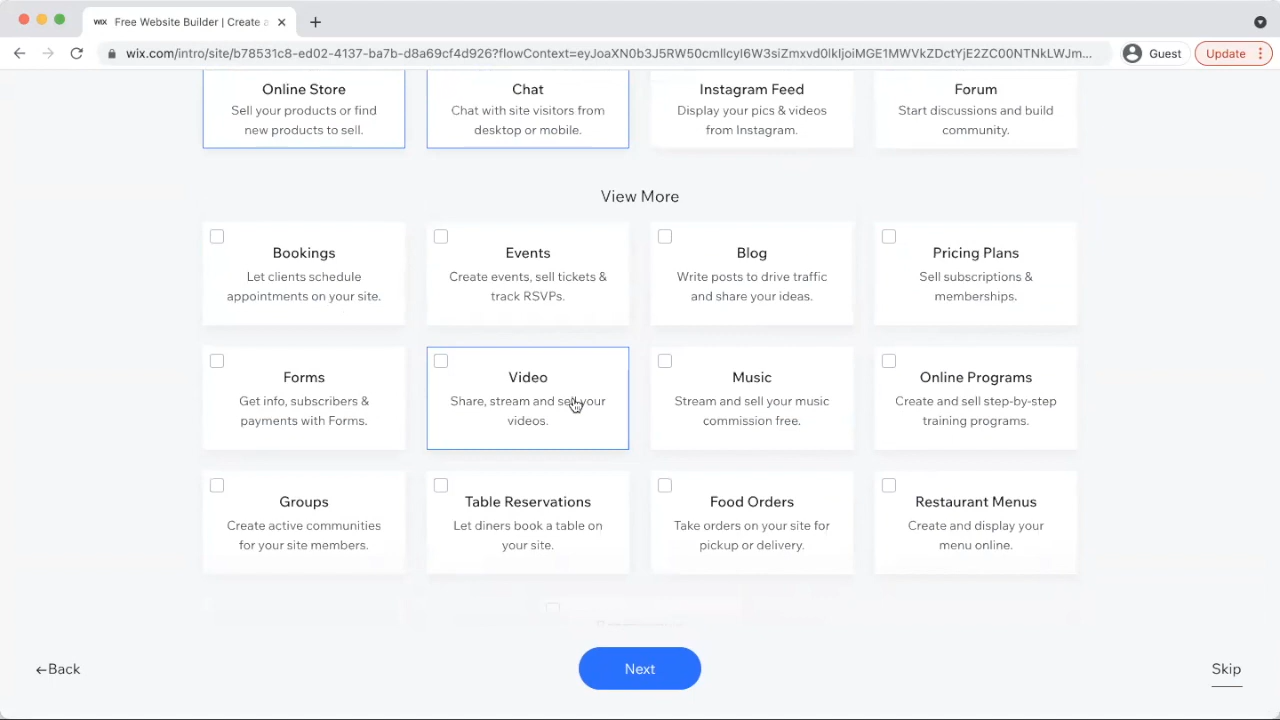 WIX Free Website Builder | Create a
wix.com/intro/site/b78531c8-ed02-4137-ba7b-d8a69cf4d926?flowContext=eyJoaXN0b3J5RW50cmllcyI6W3siZmxvd0lkIjoiMGE1MWVkZDctYjE2ZC00NTNkLWJm...
Guest
Update
Online Store
Sell your products or find
new products to sell.
Chat
Chat with site visitors from
desktop or mobile.
Instagram Feed
Display your pics & videos
from Instagram.
Forum
Start discussions and build
community.
View More
Bookings
Let clients schedule
appointments on your site.
Events
Create events, sell tickets &
track RSVPs.
Blog
Write posts to drive traffic
and share your ideas.
Pricing Plans
Sell subscriptions &
memberships.
Forms
Get info, subscribers &
payments with Forms.
Video
Share, stream and sell your
videos.
Music
Stream and sell your music
commission free.
Online Programs
Create and sell step-by-step
training programs.
Groups
Create active communities
for your site members.
Table Reservations
Let diners book a table on
your site.
Food Orders
Take orders on your site for
pickup or delivery.
Restaurant Menus
Create and display your
menu online.
←Back
Next
Skip